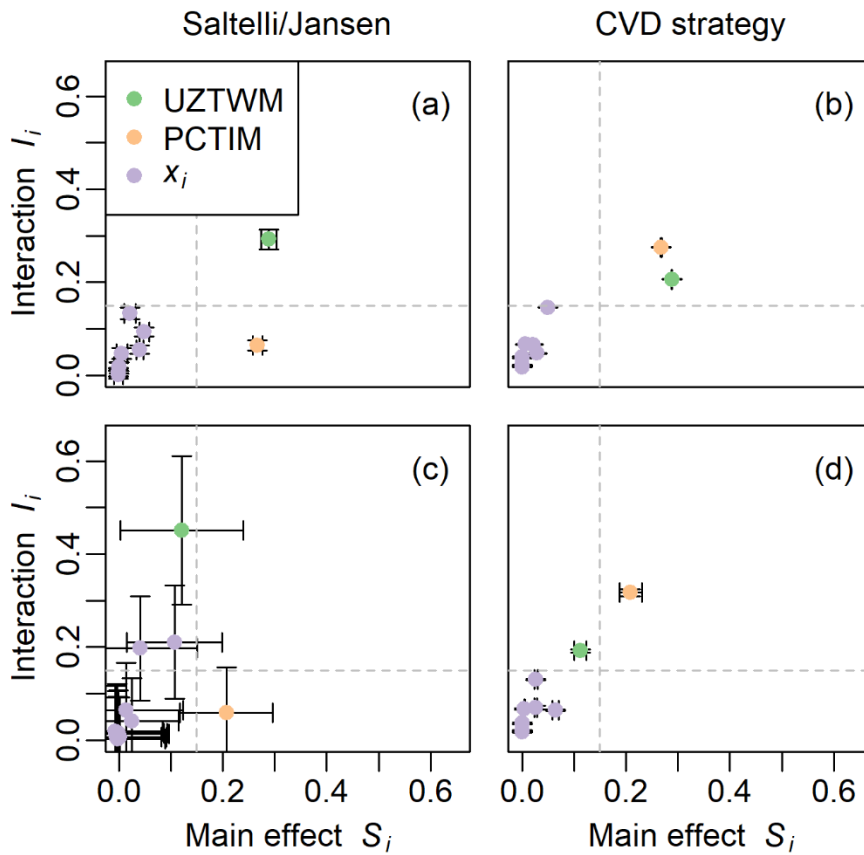 Saltelli/Jansen CVD strategy
UZTWM
PCTIM
x_i
(a)
(b)
0.6
0.4
0.2
0.0
Interaction I_i
(c)
(d)
0.6
0.4
0.2
0.0
Interaction I_i
0.0 0.2 0.4 0.6 0.0 0.2 0.4 0.6
Main effect S_i Main effect S_i